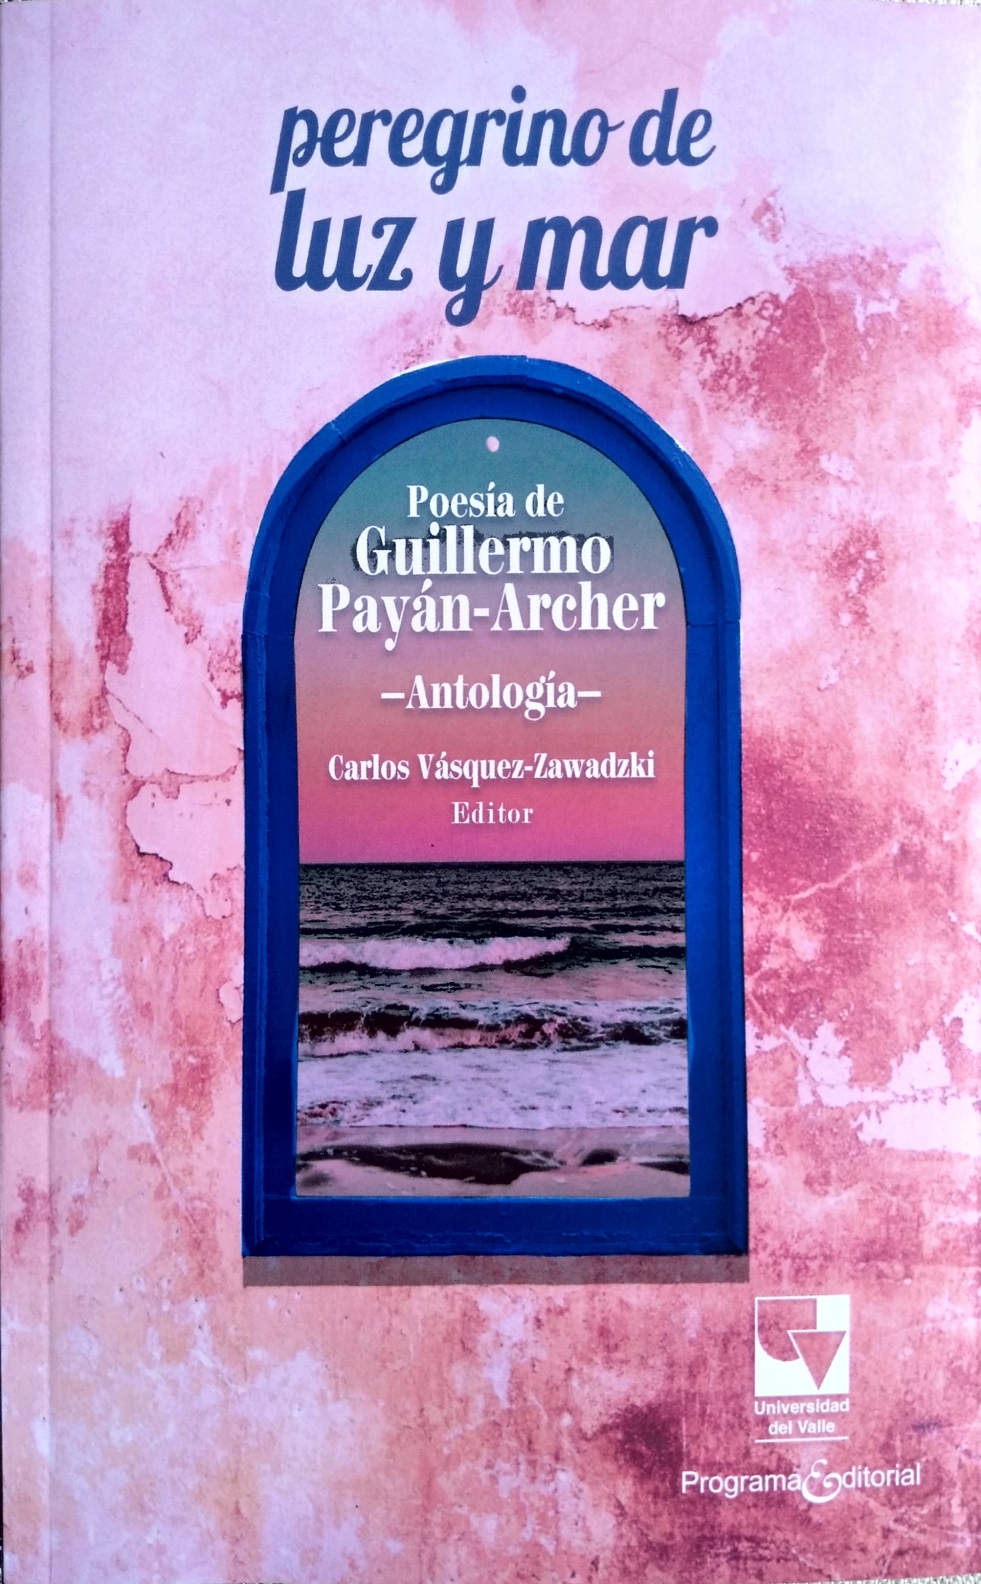 peregrino de
luz y mar
Poesía de
Guillermo
Payán-Archer
–Antología–
Carlos Vásquez-Zawadzki
Editor
Universidad
del Valle
Programa Editorial